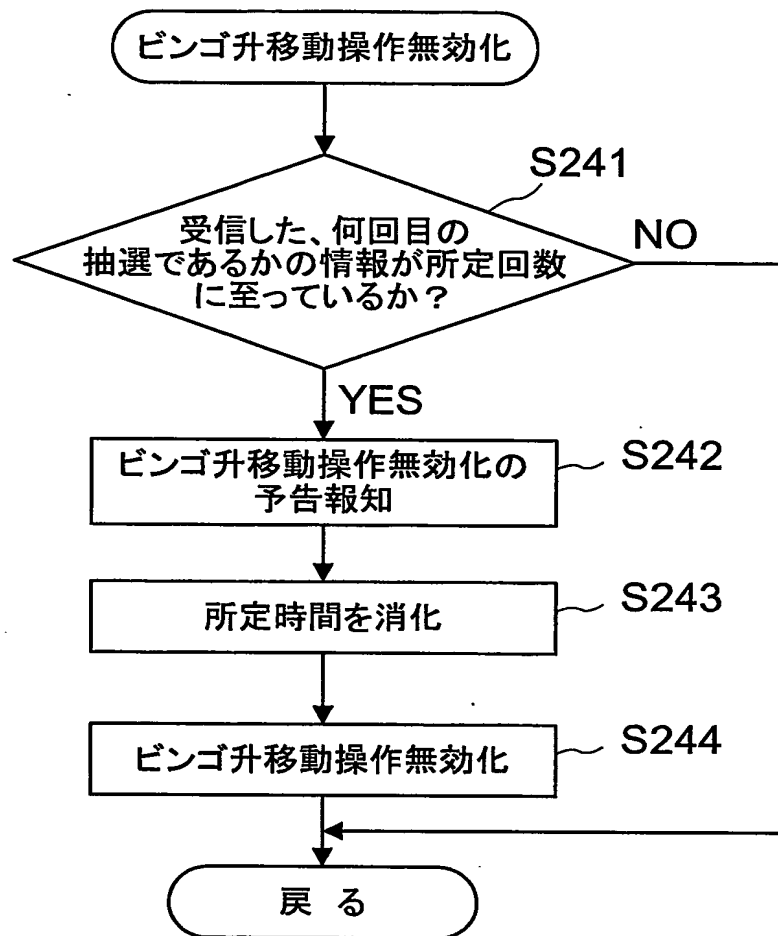 ビンゴ升移動操作無効化
S241
受信した、何回目の
抽選であるかの情報が所定回数
に至っているか？
NO
YES
ビンゴ升移動操作無効化の
予告報知
S242
所定時間を消化
S243
ビンゴ升移動操作無効化
S244
戻 る